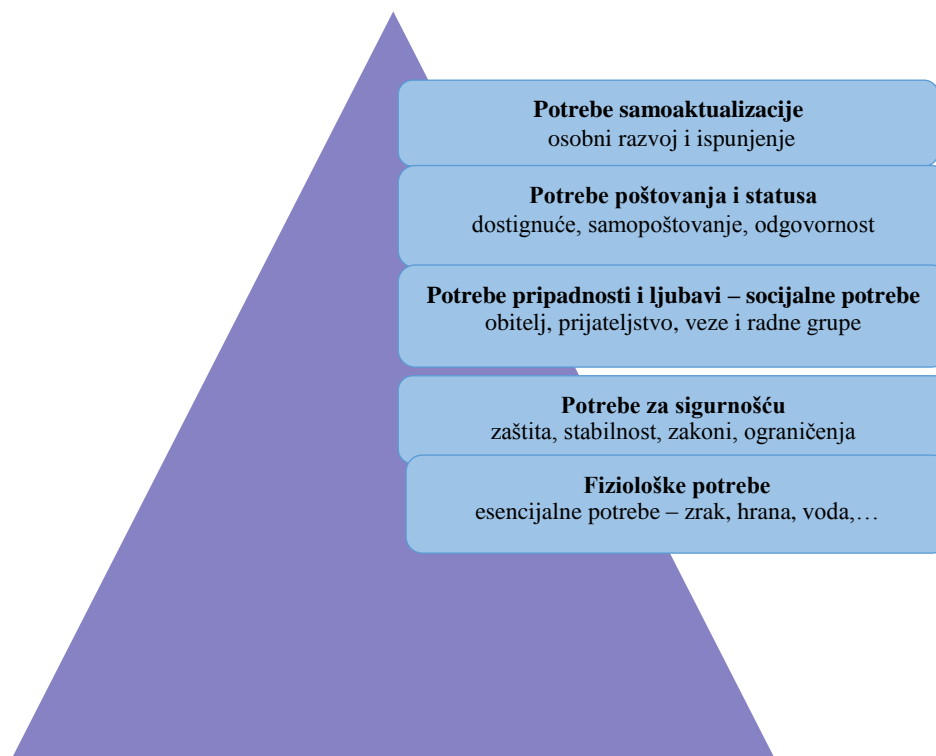 Potrebe samoaktualizacije
osobni razvoj i ispunjenje
Potrebe poštovanja i statusa
dostignuće, samopoštovanje, odgovornost
Potrebe pripadnosti i ljubavi – socijalne potrebe
obitelj, prijateljstvo, veze i radne grupe
Potrebe za sigurnošću
zaštita, stabilnost, zakoni, ograničenja
Fiziološke potrebe
esencijalne potrebe – zrak, hrana, voda,…